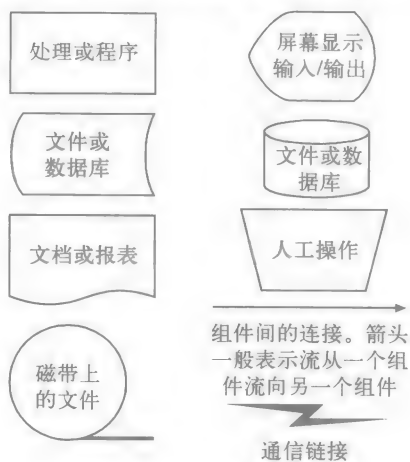 处理或程序
屏幕显示
输入/输出
文件或
数据库
文件或数
据库
文档或报表
人工操作
磁带上
的文件
组件间的连接。箭头
一般表示流从一个组
件流向另一个组件
通信链接